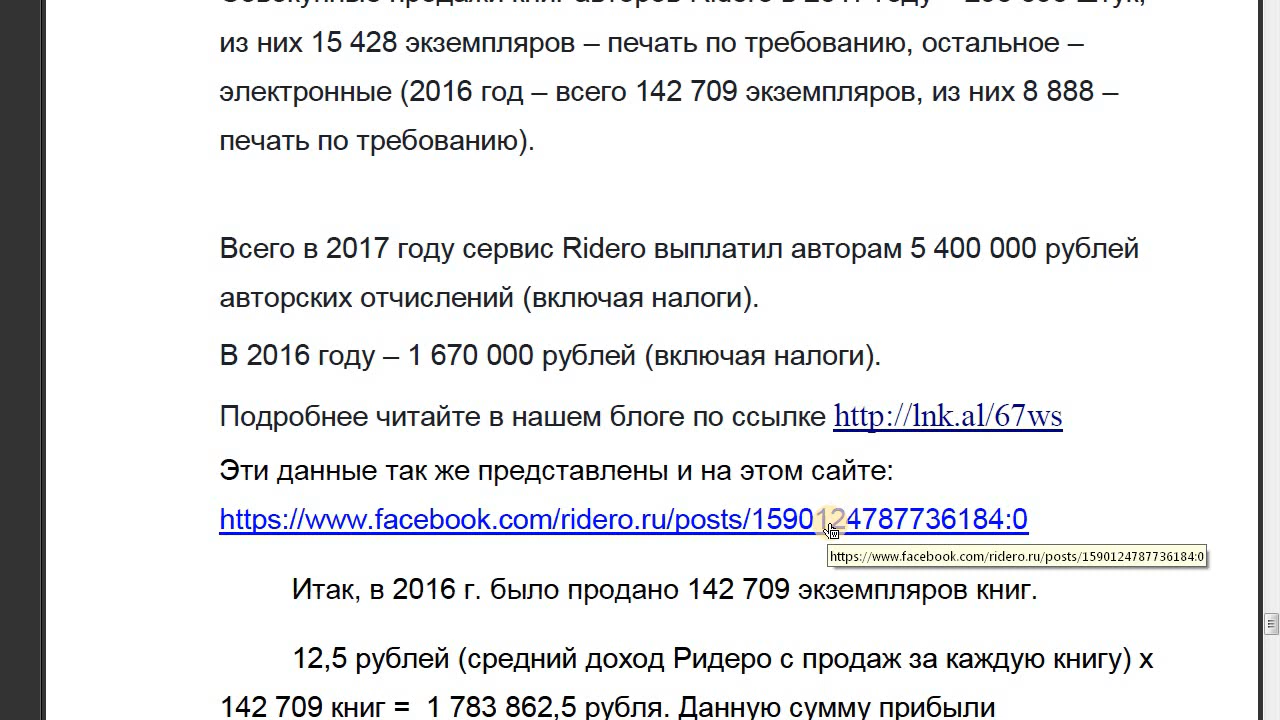 из них 15 428 экземпляров – печать по требованию, остальное –
электронные (2016 год – всего 142 709 экземпляров, из них 8 888 –
печать по требованию).
Всего в 2017 году сервис Ridero выплатил авторам 5 400 000 рублей
авторских отчислений (включая налоги).
В 2016 году – 1 670 000 рублей (включая налоги).
Подробнее читайте в нашем блоге по ссылке http://lnk.al/67ws
Эти данные так же представлены и на этом сайте:
https://www.facebook.com/ridero.ru/posts/1590124787736184:0
https://www.facebook.com/ridero.ru/posts/1590124787736184:0
Итак, в 2016 г. было продано 142 709 экземпляров книг.
12,5 рублей (средний доход Ридеро с продаж за каждую книгу) х
142 709 книг = 1 783 862,5 рубля. Данную сумму прибыли